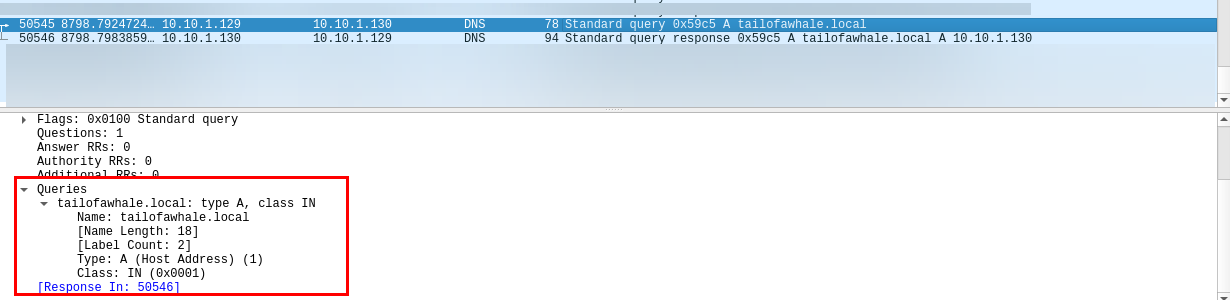 50545 8798.7924724… 10.10.1.129 10.10.1.130 DNS 78 Standard query 0x59c5 A tailofawhale.local
50546 8798.7983859… 10.10.1.130 10.10.1.129 DNS 94 Standard query response 0x59c5 A tailofawhale.local A 10.10.1.130
Flags: 0x0100 Standard query
Questions: 1
Answer RRs: 0
Authority RRs: 0
Additional RRs: 0
Queries
tailofawhale.local: type A, class IN
Name: tailofawhale.local
[Name Length: 18]
[Label Count: 2]
Type: A (Host Address) (1)
Class: IN (0x0001)
[Response In: 50546]